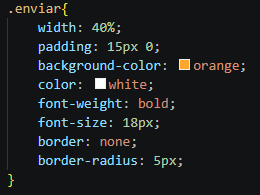 .enviar{
width: 40%;
padding: 15px 0;
background-color: orange;
color: white;
font-weight: bold;
font-size: 18px;
border: none;
border-radius: 5px;
}